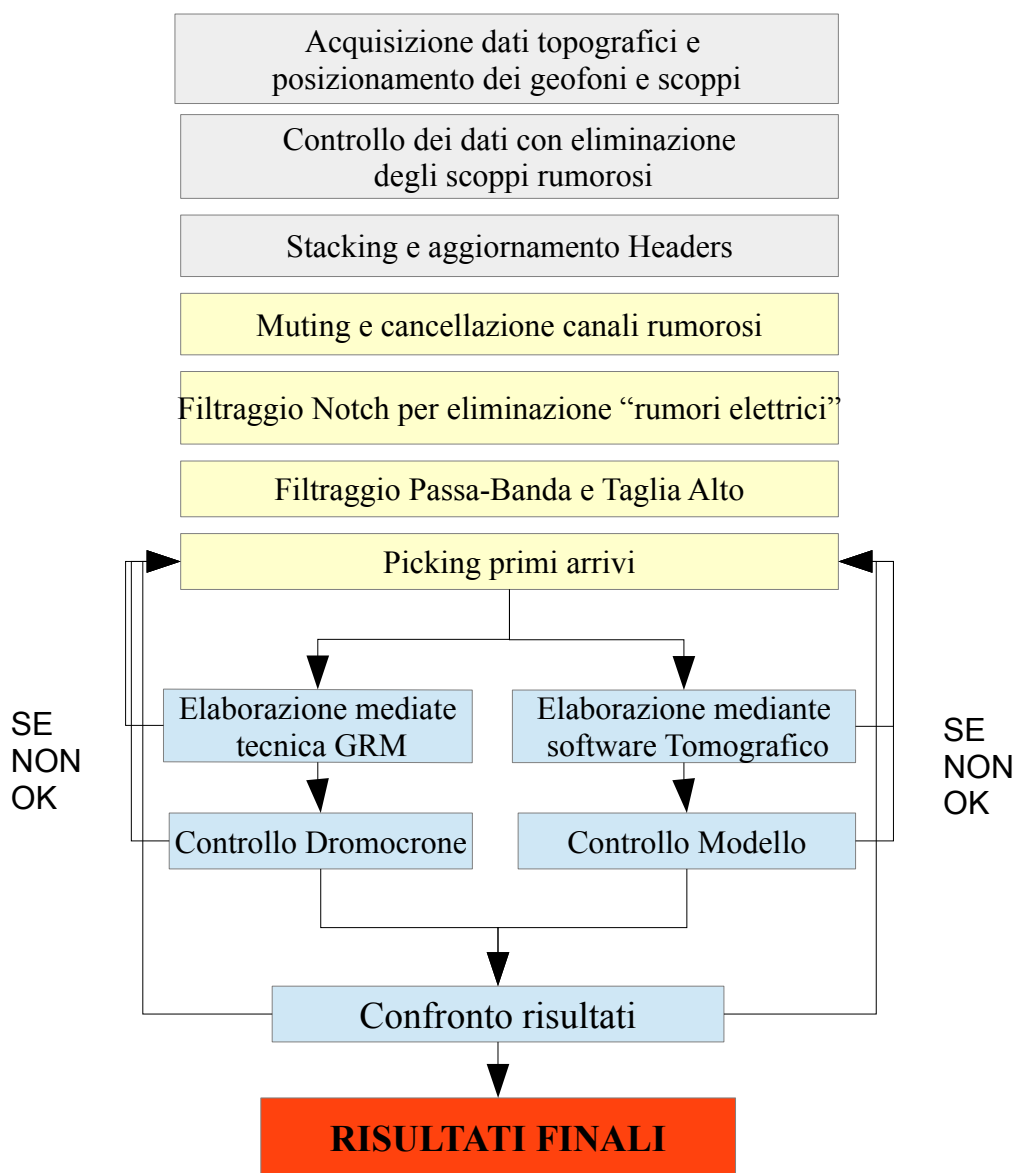 Acquisizione dati topografici e
posizionamento dei geofoni e scoppi
Controllo dei dati con eliminazione
degli scoppi rumorosi
Stacking e aggiornamento Headers
Muting e cancellazione canali rumorosi
Filtraggio Notch per eliminazione “rumori elettrici”
Filtraggio Passa-Banda e Taglia Alto
Picking primi arrivi
Elaborazione mediate
tecnica GRM
Elaborazione mediante
software Tomografico
SE
NON
OK
SE
NON
OK
Controllo Dromocrone
Controllo Modello
Confronto risultati
RISULTATI FINALI